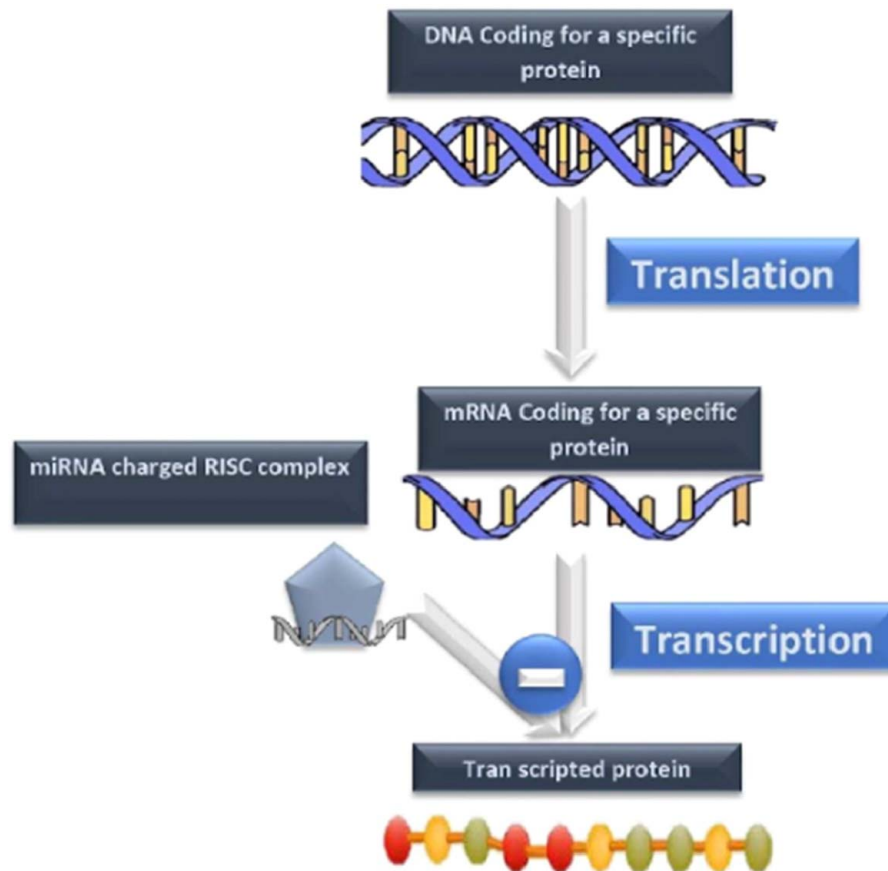 DNA Coding for a specific
protein
Translation
mRNA Coding for a specific
protein
miRNA charged RISC complex
Transcription
Tran scripted protein